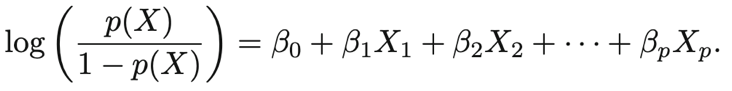 log(p(X)/(1 − p(X))) = β₀ + β₁X₁ + β₂X₂ + ⋯ + βₚXₚ.